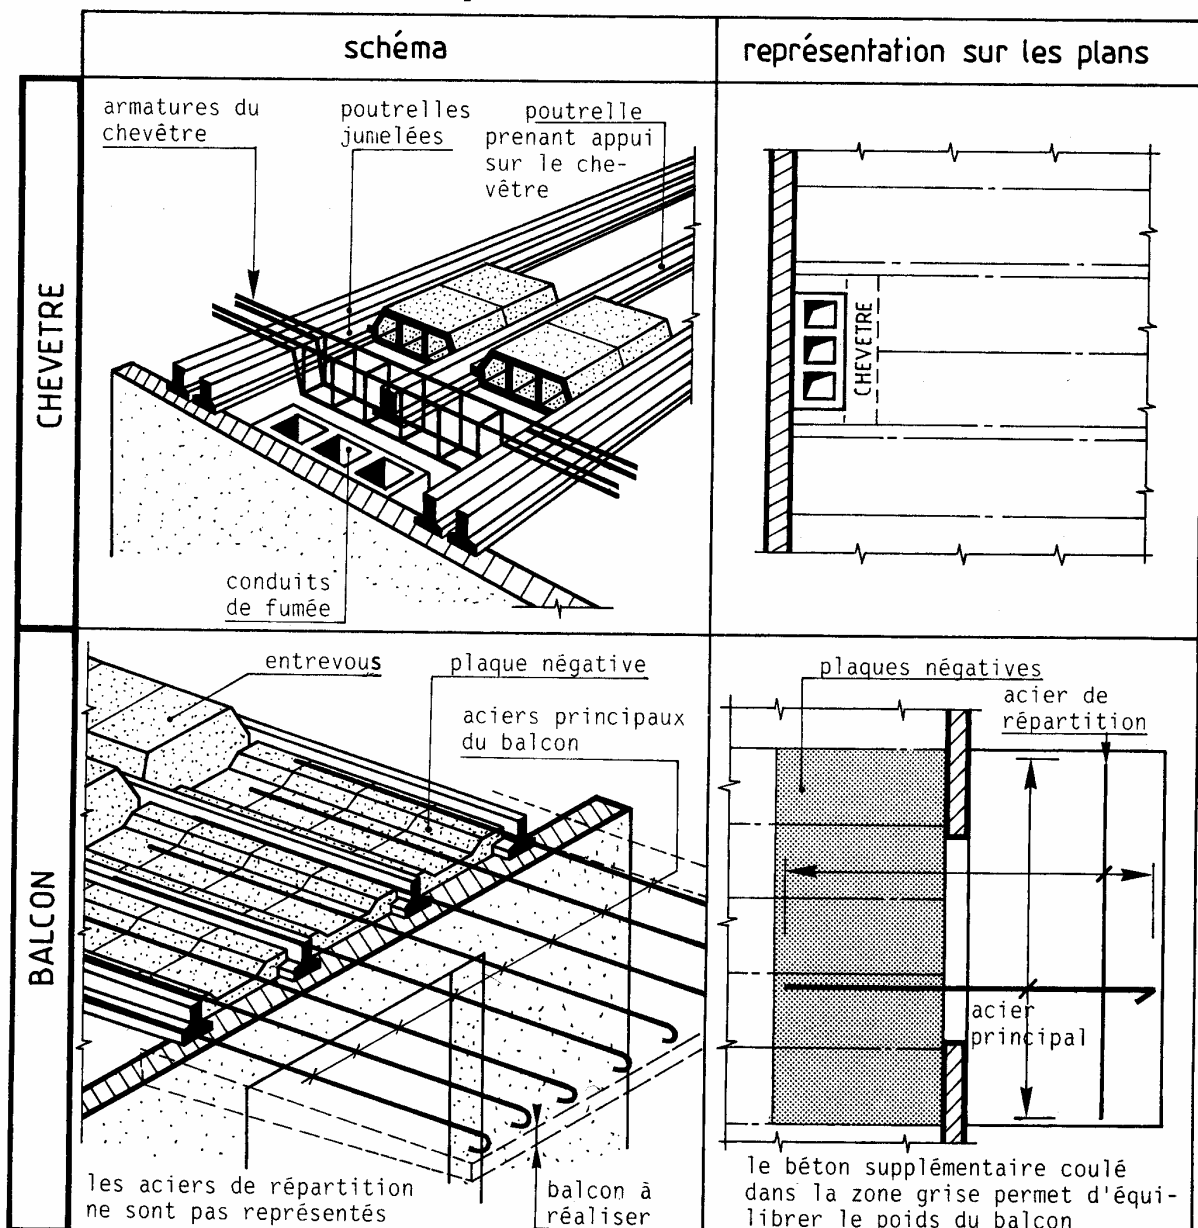 schéma
représentation sur les plans
CHEVETRE
armatures du
chevêtre
poutrelles
jumelées
poutrelle
prenant appui
sur le che-
vêtre
conduits
de fumée
CHEVETRE
BALCON
entrevous
plaque négative
aciers principaux
du balcon
les aciers de répartition
ne sont pas représentés
balcon à
réaliser
plaques négatives
acier de
répartition
acier
principal
le béton supplémentaire coulé
dans la zone grise permet d'équi-
librer le poids du balcon